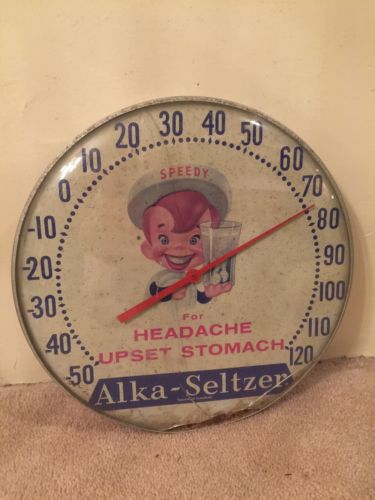 SPEEDY
-50 -40 -30 -20 -10 0 10 20 30 40 50 60 70 80 90 100 110 120
For
HEADACHE
UPSET STOMACH
Alka-Seltzer